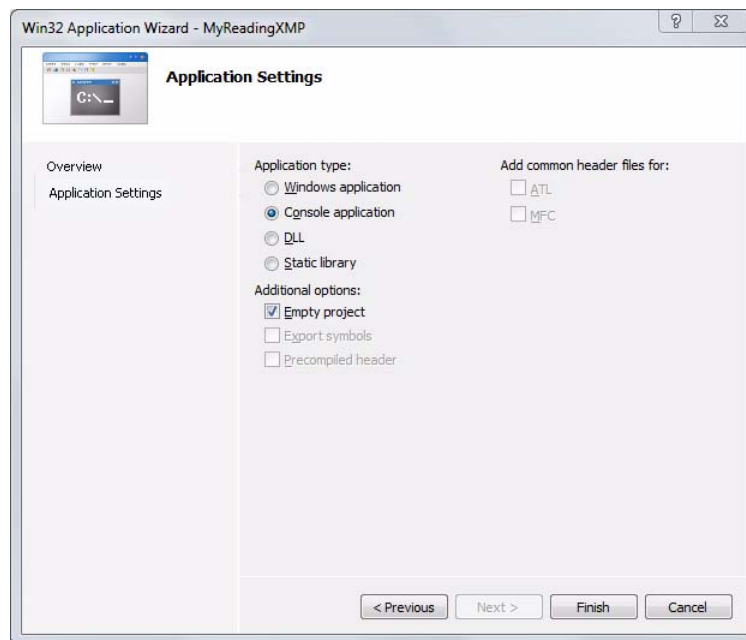 Win32 Application Wizard - MyReadingXMP
Application Settings
C:\_
Overview
Application Settings
Application type:
Windows application
Console application
DLL
Static library
Additional options:
Empty project
Export symbols
Precompiled header
Add common header files for:
ATL
MFC
< Previous
Next >
Finish
Cancel